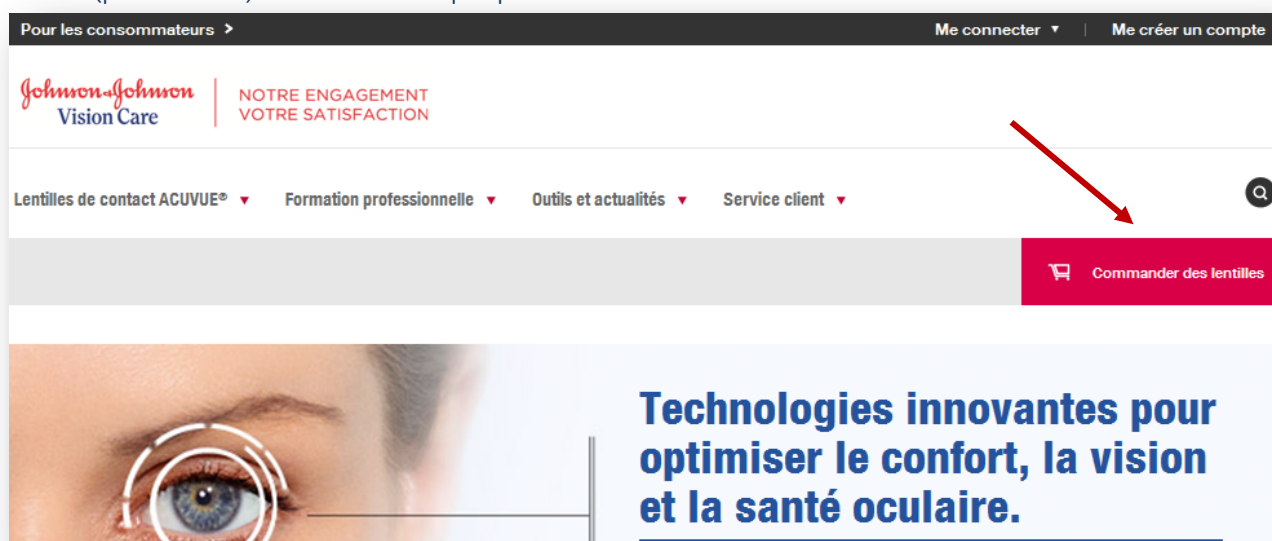 Pour les consommateurs >
Me connecter ▼ | Me créer un compte
Johnson & Johnson
Vision Care
NOTRE ENGAGEMENT
VOTRE SATISFACTION
Lentilles de contact ACUVUE® ▼ Formation professionnelle ▼ Outils et actualités ▼ Service client ▼
Commander des lentilles
Technologies innovantes pour
optimiser le confort, la vision
et la santé oculaire.